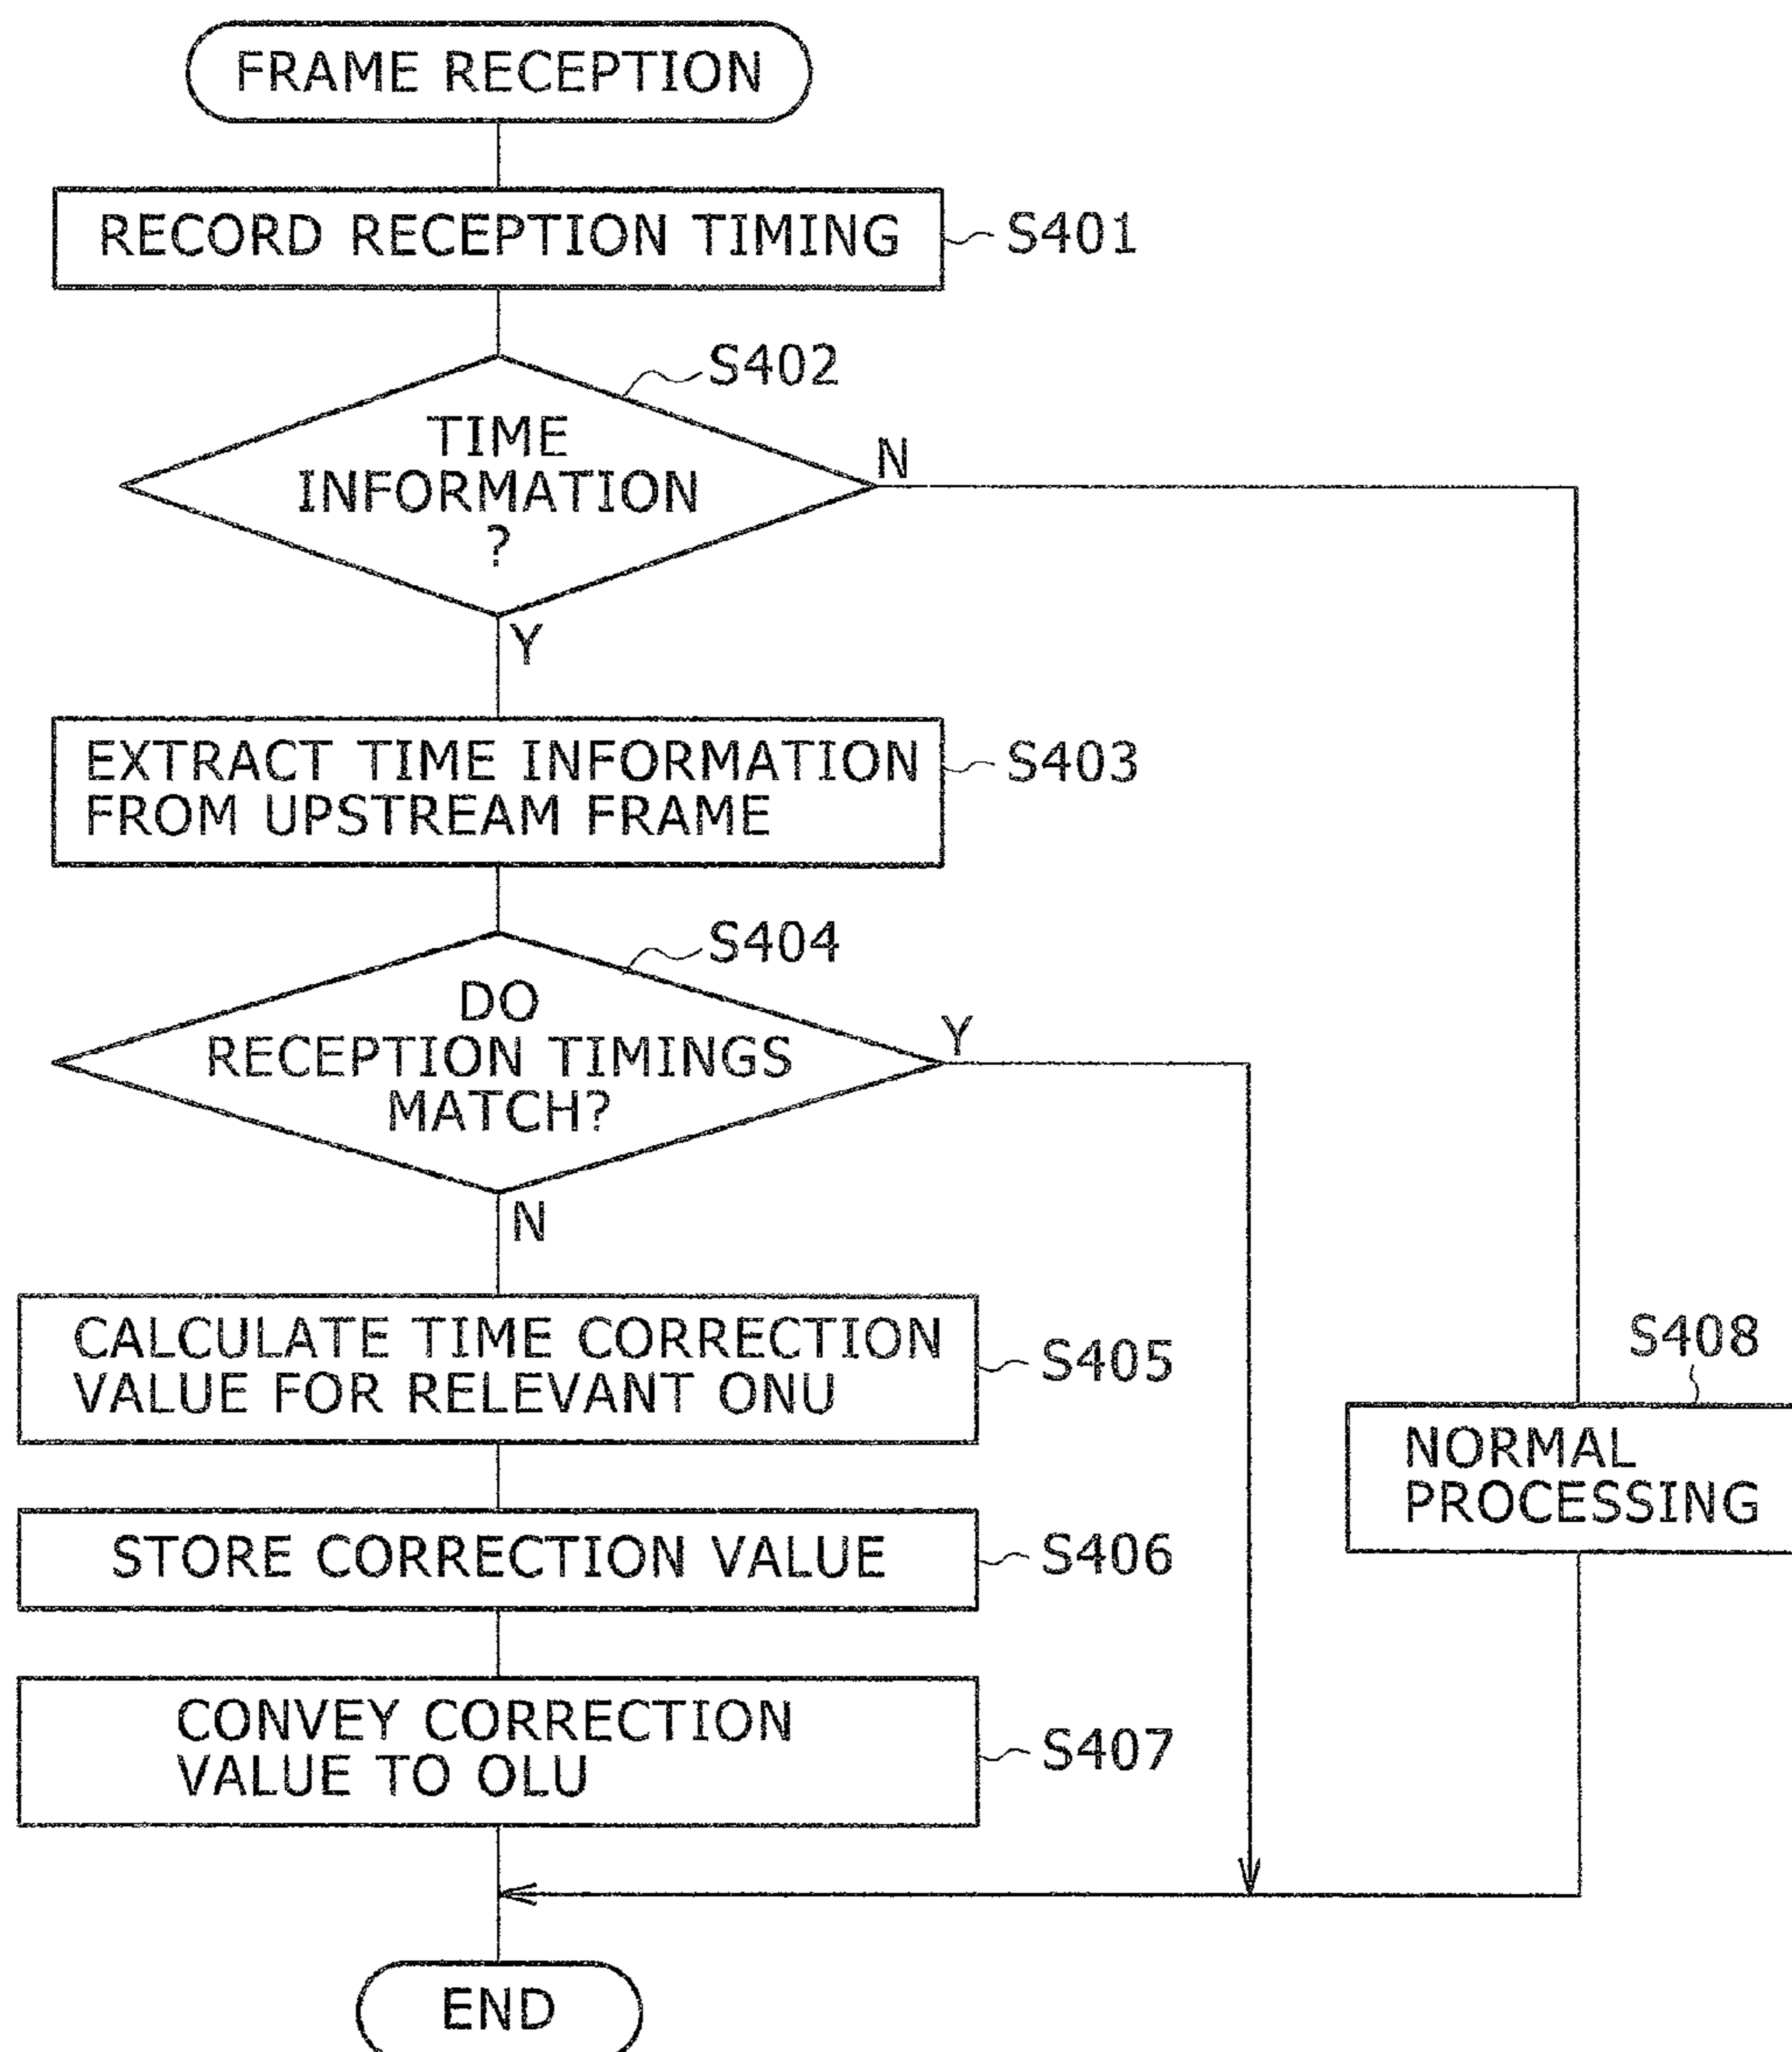 FRAME RECEPTION
RECORD RECEPTION TIMING
S401
S402
TIME
INFORMATION
?
N
Y
EXTRACT TIME INFORMATION
FROM UPSTREAM FRAME
S403
S404
DO
RECEPTION TIMINGS
MATCH?
Y
N
CALCULATE TIME CORRECTION
VALUE FOR RELEVANT ONU
S405
S408
NORMAL
PROCESSING
STORE CORRECTION VALUE
S406
CONVEY CORRECTION
VALUE TO OLU
S407
END